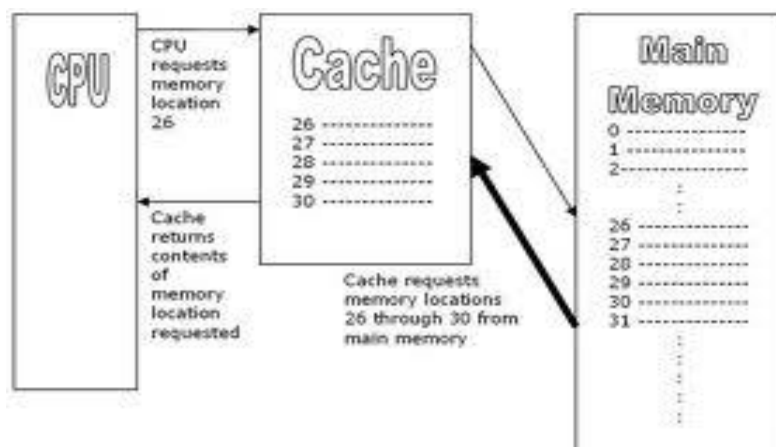 CPU
CPU
requests
memory
location
26
Cache
returns
contents
of
memory
location
requested
Cache
26 ------------
27 ------------
28 ------------
29 ------------
30 ------------
Cache requests
memory locations
26 through 30 from
main memory
Main
Memory
0 ------------
1 ------------
2 ------------
26 ------------
27 ------------
28 ------------
29 ------------
30 ------------
31 ------------